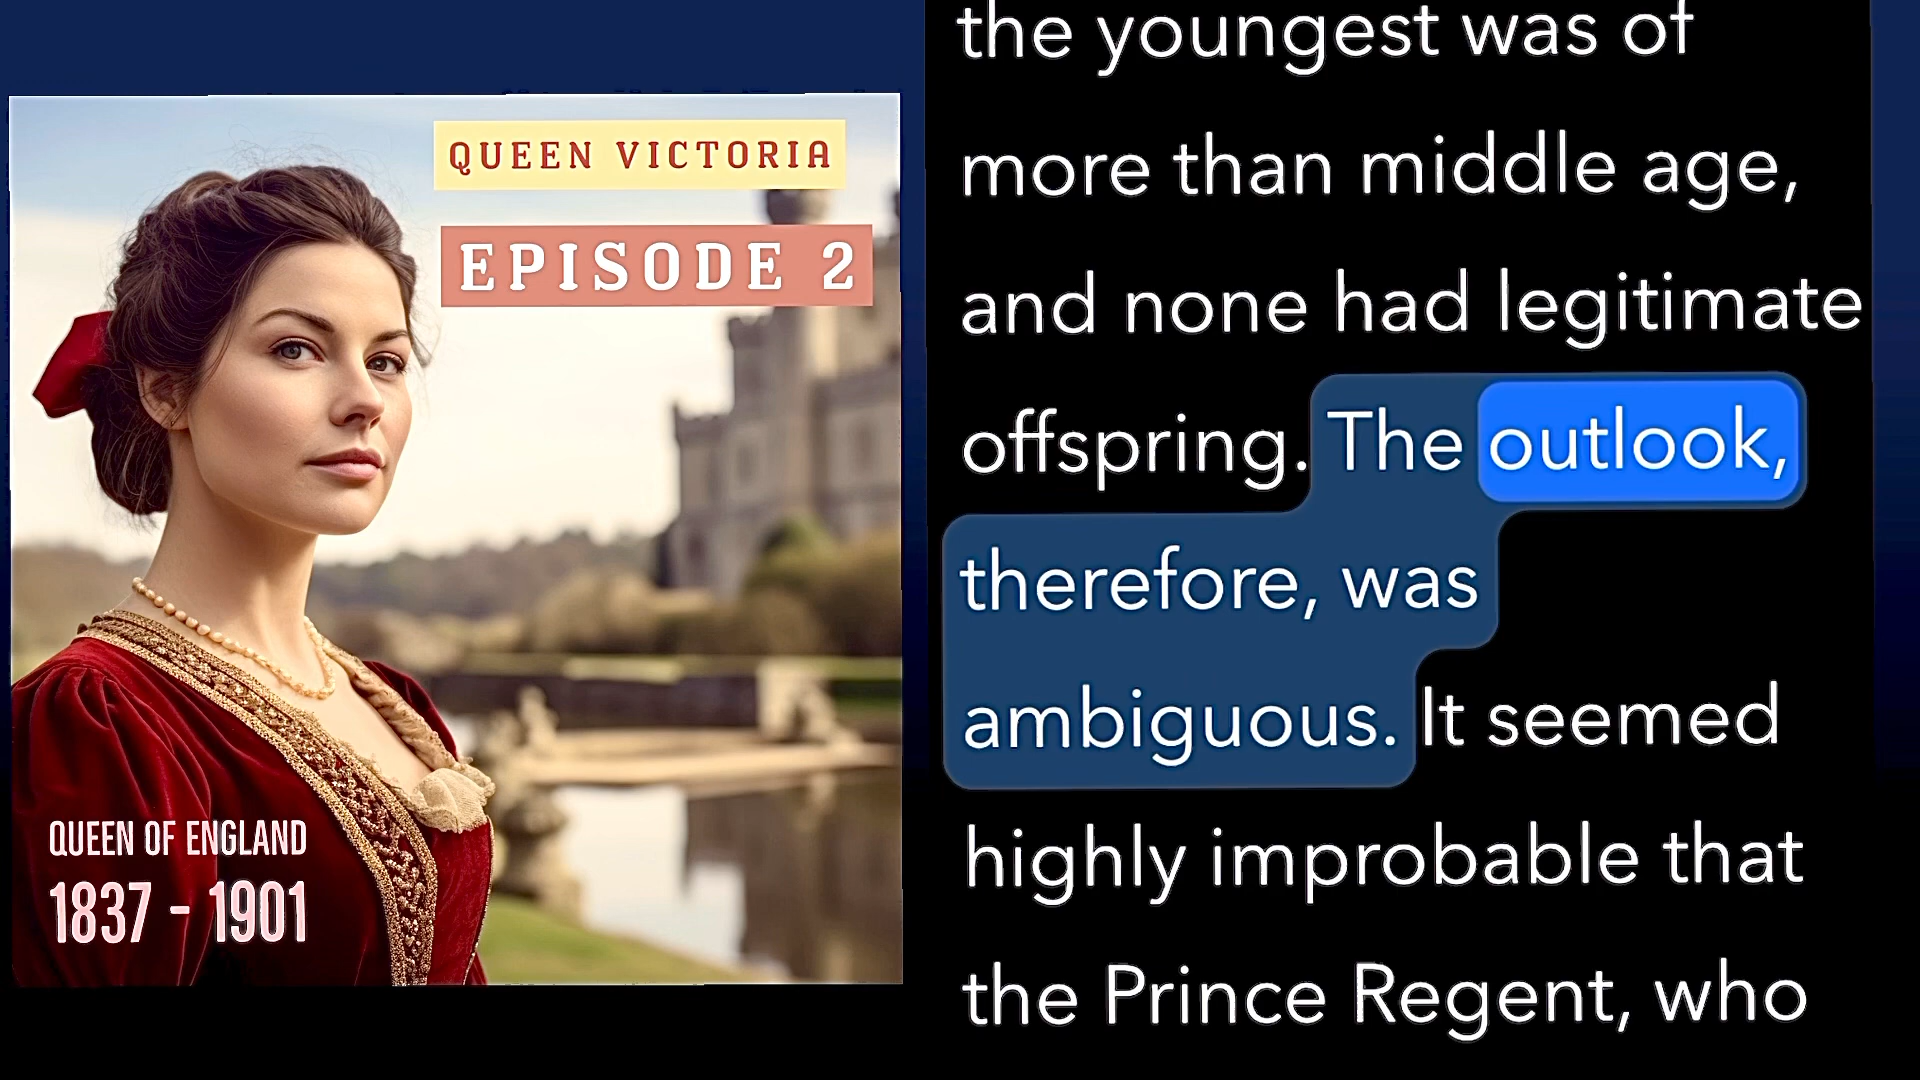 QUEEN VICTORIA
EPISODE 2
QUEEN OF ENGLAND
1837 - 1901
the youngest was of
more than middle age,
and none had legitimate
offspring. The outlook,
therefore, was
ambiguous. It seemed
highly improbable that
the Prince Regent, who